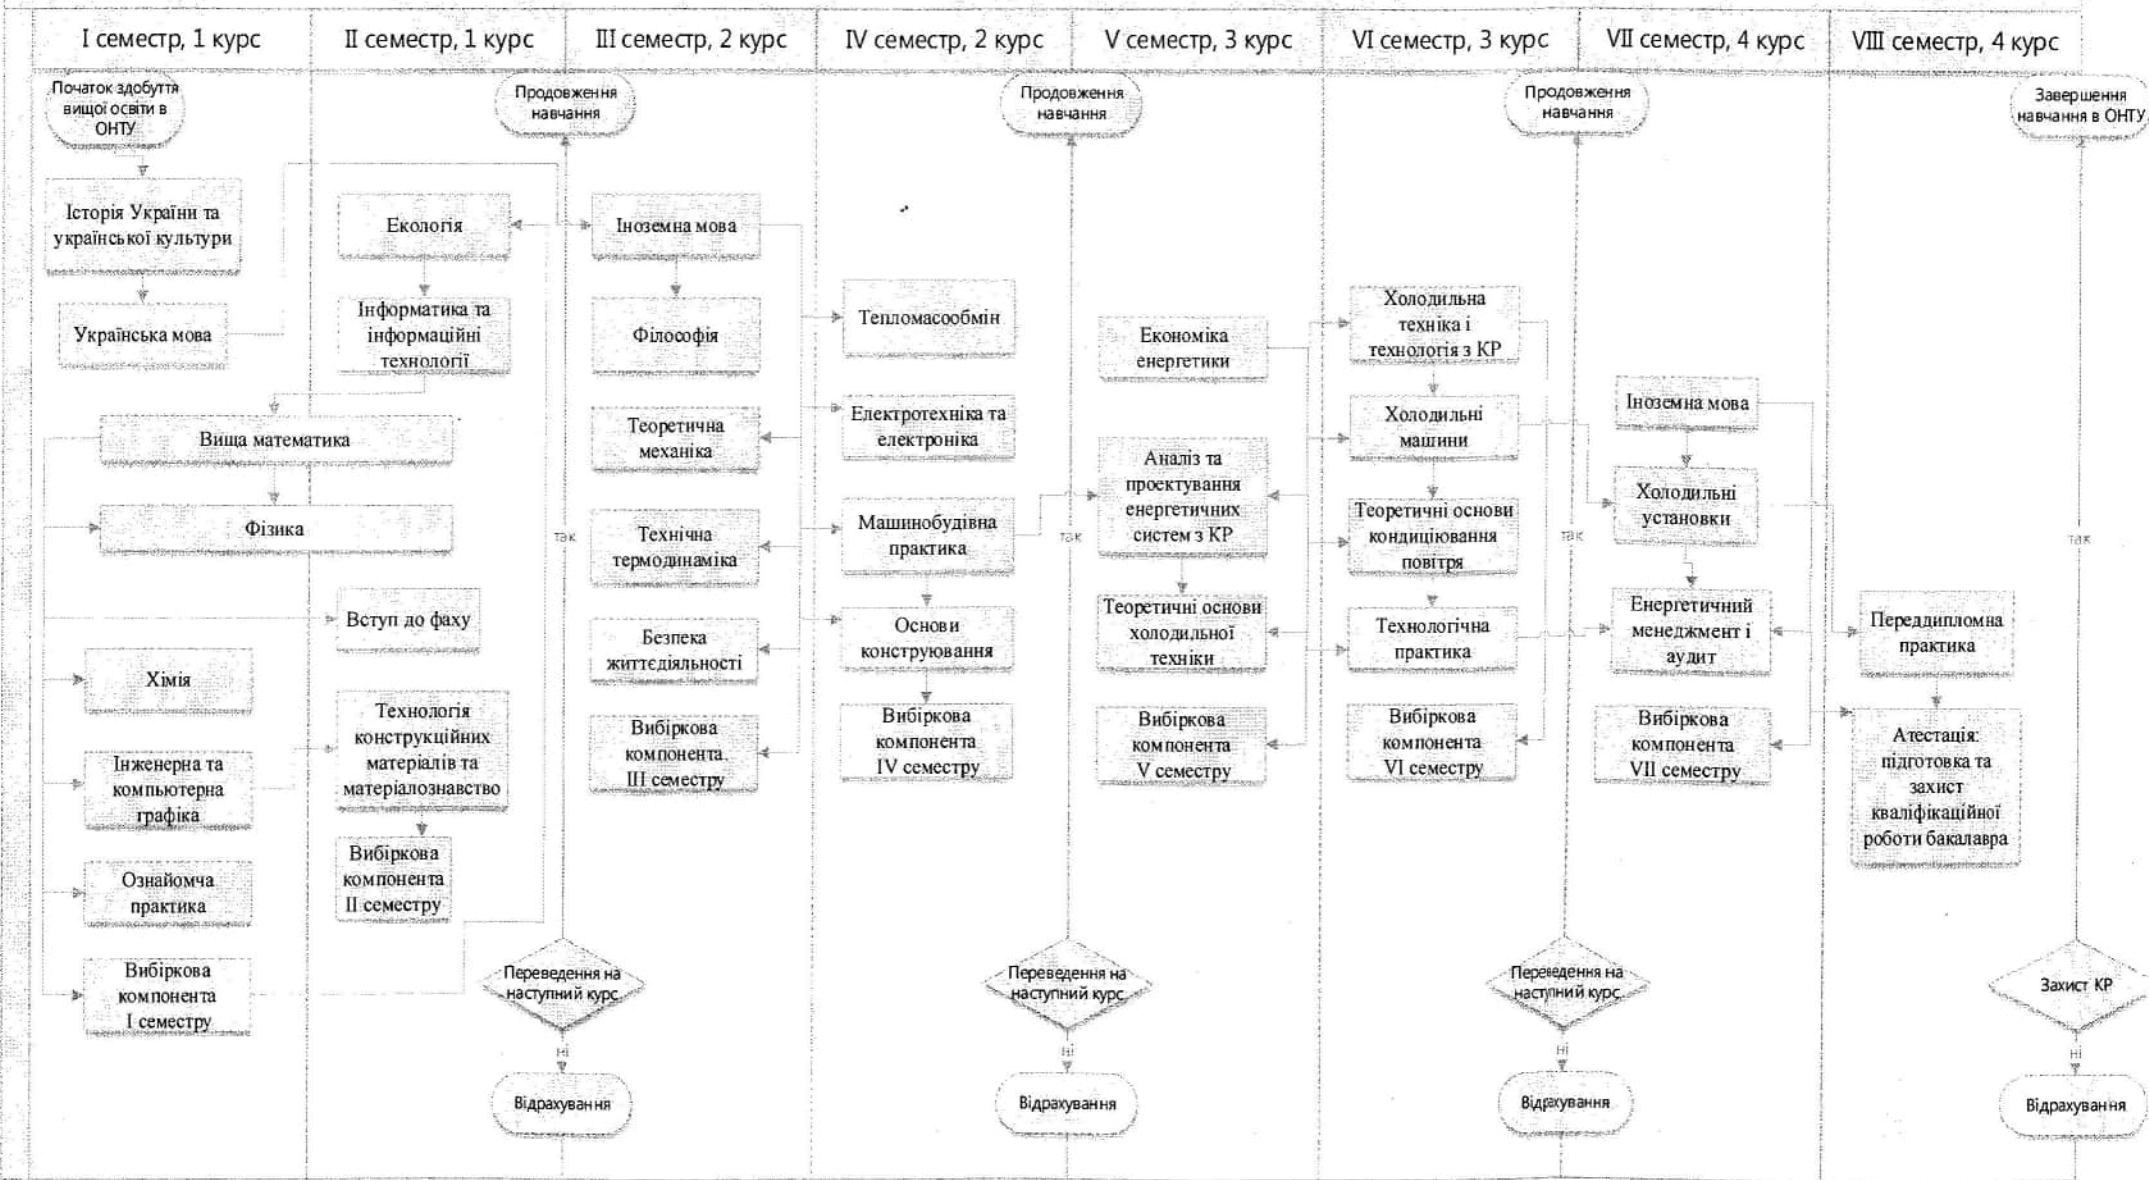 I семестр, 1 курс
II семестр, 1 курс
III семестр, 2 курс
IV семестр, 2 курс
V семестр, 3 курс
VI семестр, 3 курс
VII семестр, 4 курс
VIII семестр, 4 курс
Початок здобуття
вищої освіти в
ОНТУ
Продовження
навчання
Продовження
навчання
Продовження
навчання
Завершення
навчання в ОНТУ
Історія України та
української культури
Українська мова
Вища математика
Фізика
Хімія
Інженерна та
компьютерна
графіка
Ознайомча
практика
Вибіркова
компонента
I семестру
Екологія
Інформатика та
інформаційні
технології
Вступ до фаху
Технологія
конструкційних
матеріалів та
матеріалознавство
Вибіркова
компонента
II семестру
так
Переведення на
наступний курс
ні
Відрахування
Іноземна мова
Філософія
Теоретична
механіка
Технічна
термодинаміка
Безпека
життєдіяльності
Вибіркова
компонента
III семестру
Тепломасообмін
Електротехніка та
електроніка
Машинобудівна
практика
Основи
конструювання
Вибіркова
компонента
IV семестру
так
Переведення на
наступний курс
ні
Відрахування
Економіка
енергетики
Аналіз та
проектування
енергетичних
систем з КР
Теоретичні основи
холодильної
техніки
Вибіркова
компонента
V семестру
Холодильна
техніка і
технологія з КР
Холодильні
машини
Теоретичні основи
кондиціювання
повітря
Технологічна
практика
Вибіркова
компонента
VI семестру
так
Переведення на
наступний курс
ні
Відрахування
Іноземна мова
Холодильні
установки
Енергетичний
менеджмент і
аудит
Вибіркова
компонента
VII семестру
Переддипломна
практика
Атестація:
підготовка та
захист
кваліфікаційної
роботи бакалавра
так
Захист КР
ні
Відрахування